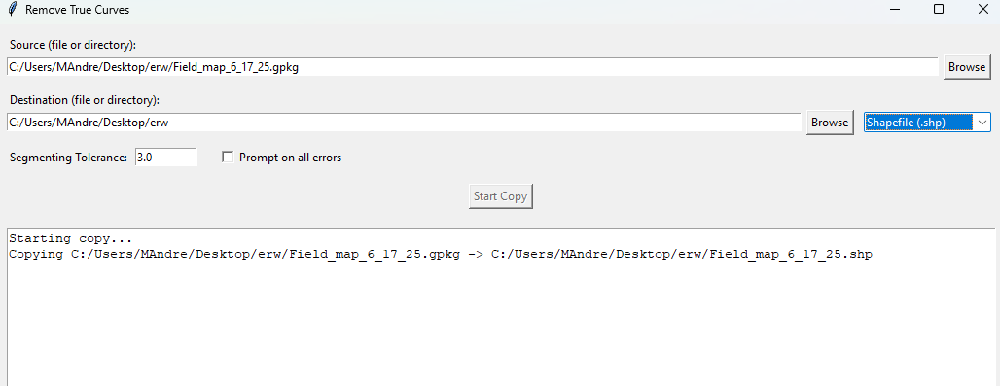 Remove True Curves
Source (file or directory):
C:/Users/MAndre/Desktop/erw/Field_map_6_17_25.gpkg
Browse
Destination (file or directory):
C:/Users/MAndre/Desktop/erw
Browse
Shapefile (.shp)
Segmenting Tolerance: 3.0 Prompt on all errors
Start Copy
Starting copy...
Copying C:/Users/MAndre/Desktop/erw/Field_map_6_17_25.gpkg -> C:/Users/MAndre/Desktop/erw/Field_map_6_17_25.shp